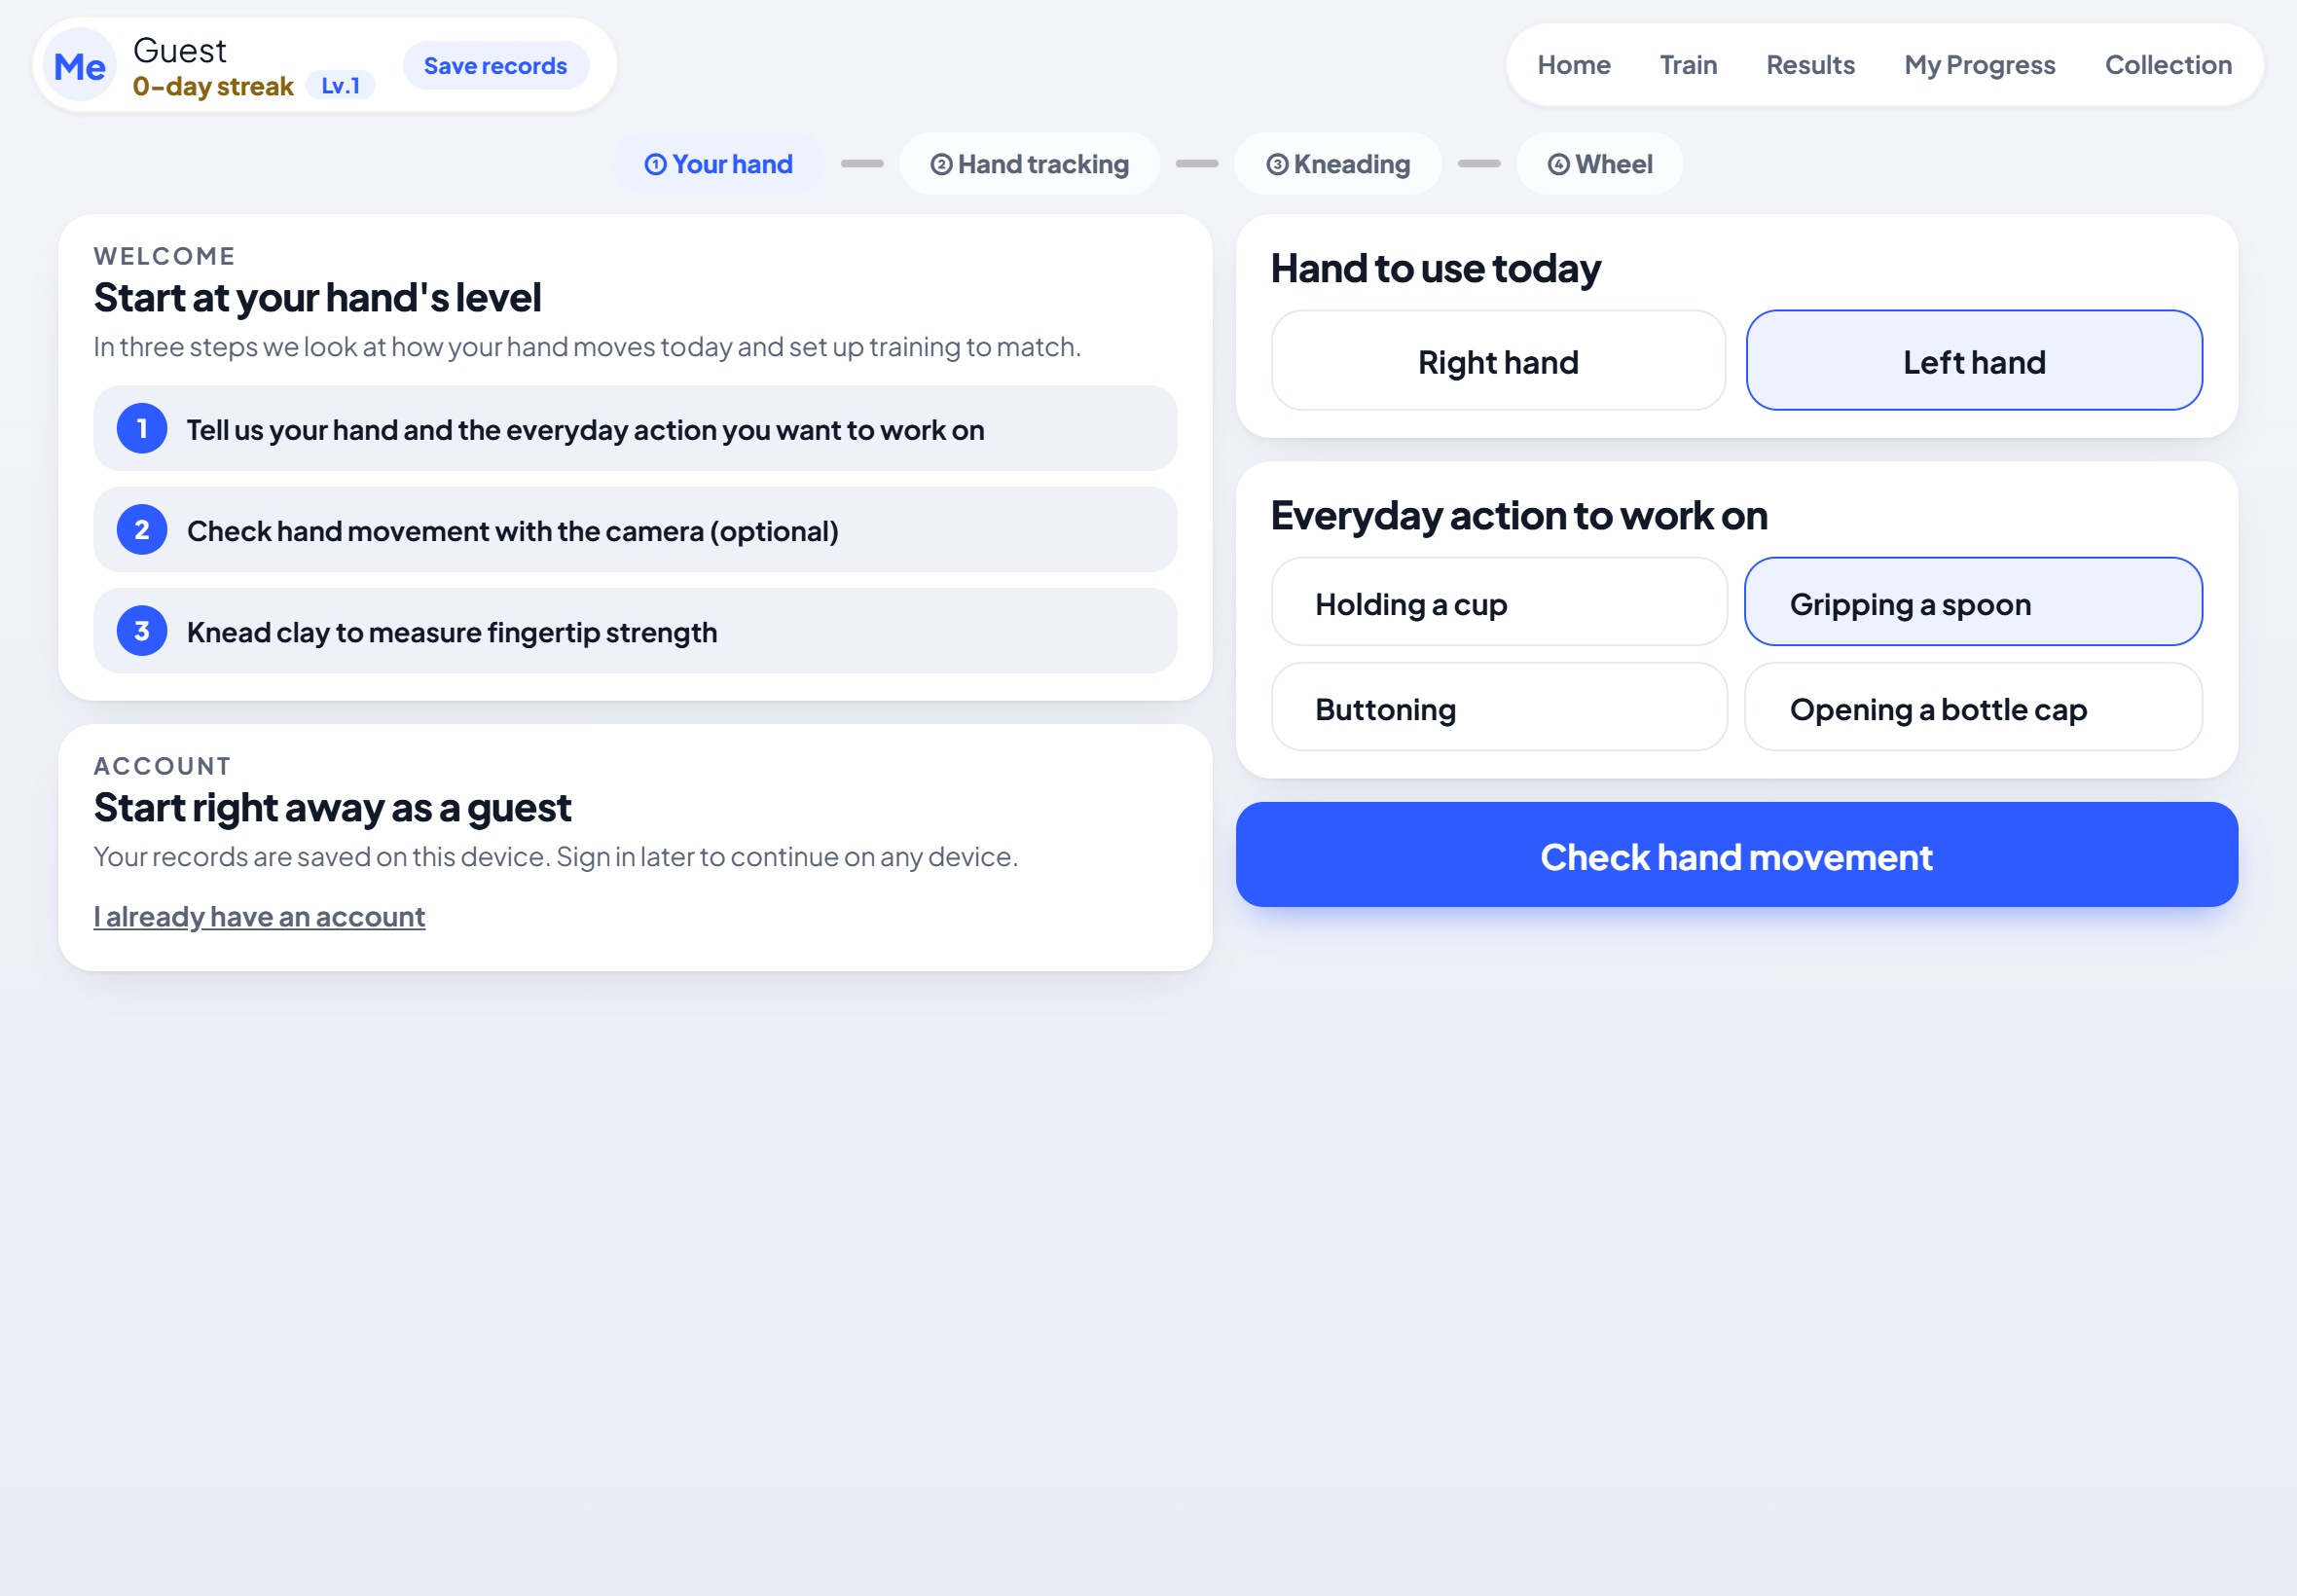 Me
Guest
0-day streak Lv.1
Save records
Home Train Results My Progress Collection
① Your hand ② Hand tracking ③ Kneading ④ Wheel
WELCOME
Start at your hand's level
In three steps we look at how your hand moves today and set up training to match.
1 Tell us your hand and the everyday action you want to work on
2 Check hand movement with the camera (optional)
3 Knead clay to measure fingertip strength
ACCOUNT
Start right away as a guest
Your records are saved on this device. Sign in later to continue on any device.
I already have an account
Hand to use today
Right hand Left hand
Everyday action to work on
Holding a cup Gripping a spoon
Buttoning Opening a bottle cap
Check hand movement